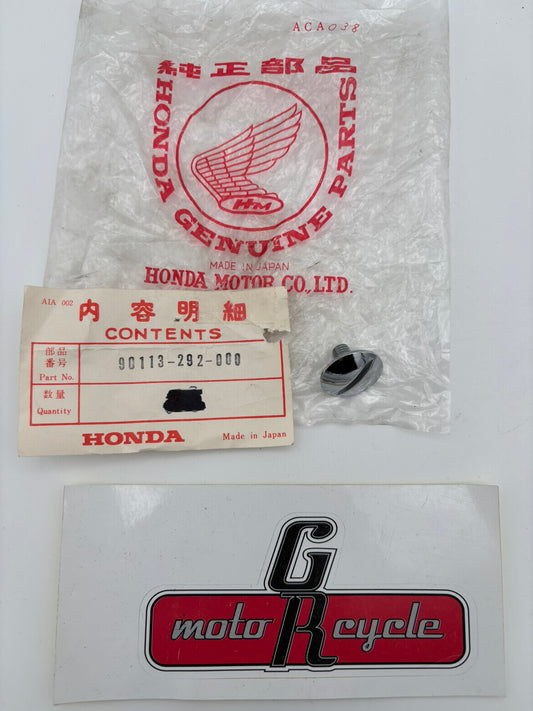 ACA038
純正部品
HONDA GENUINE PARTS
HM
MADE IN JAPAN
HONDA MOTOR CO.,LTD.
AIA 002
内容明細
CONTENTS
部品番号
Part No.
90113-292-000
数量
Quantity
HONDA
Made in Japan
GR
motorcycle